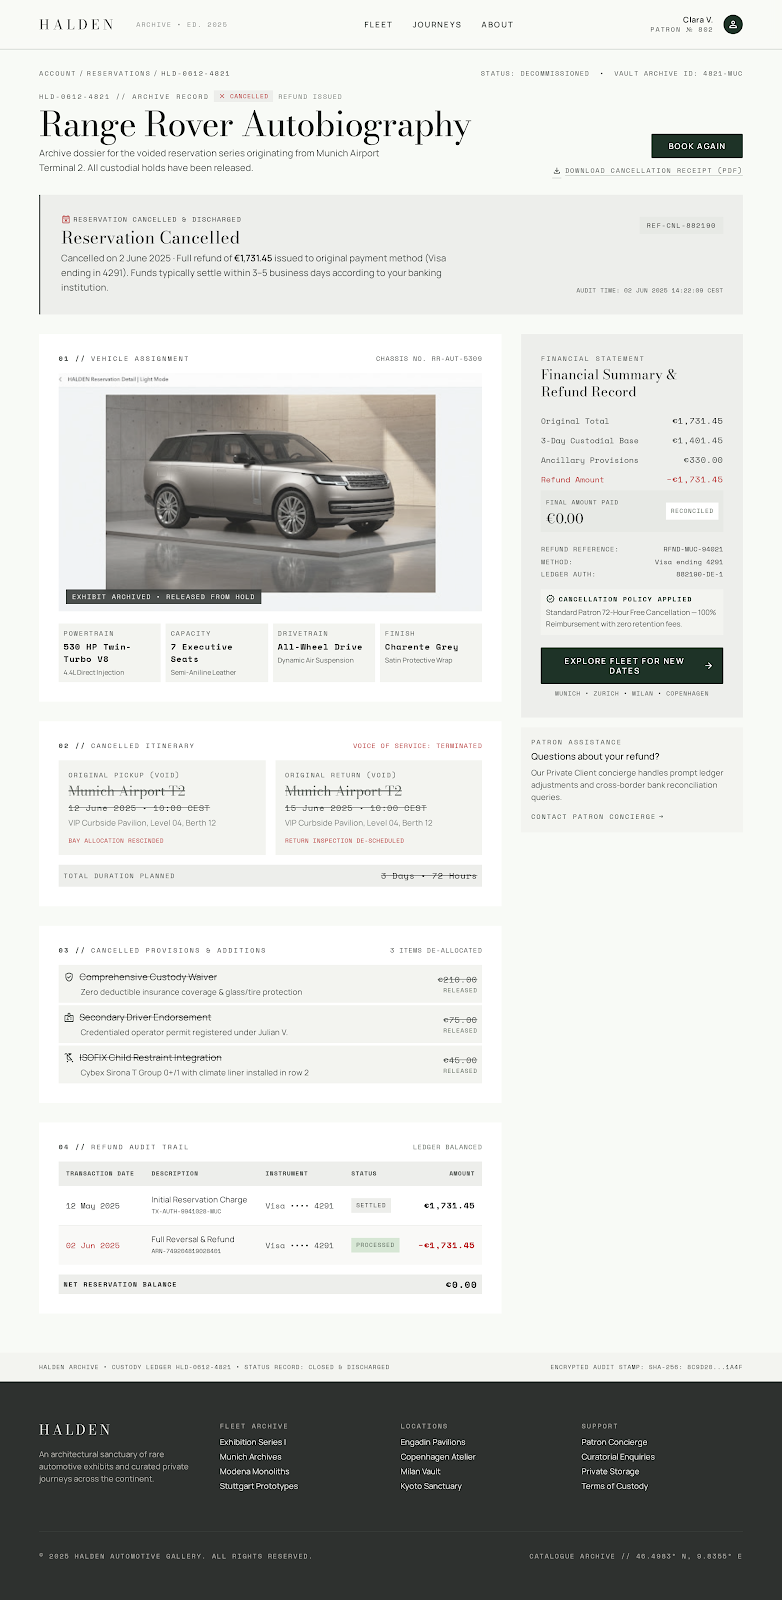 HALDEN
ARCHIVE • ED. 2025
FLEET JOURNEYS ABOUT
Clara V.
PATRON № 802
ACCOUNT / RESERVATIONS / HLD-0612-4821
STATUS: DECOMMISSIONED • VAULT ARCHIVE ID: 4821-MUC
HLD-0612-4821 // ARCHIVE RECORD × CANCELLED REFUND ISSUED
Range Rover Autobiography
Archive dossier for the voided reservation series originating from Munich Airport
Terminal 2. All custodial holds have been released.
BOOK AGAIN
DOWNLOAD CANCELLATION RECEIPT (PDF)
RESERVATION CANCELLED & DISCHARGED
Reservation Cancelled
Cancelled on 2 June 2025 · Full refund of €1,731.45 issued to original payment method (Visa
ending in 4291). Funds typically settle within 3–5 business days according to your banking
institution.
REF-CNL-882190
AUDIT TIME: 02 JUN 2025 14:22:09 CEST
01 // VEHICLE ASSIGNMENT
CHASSIS NO. RR-AUT-5309
HALDEN Reservation Detail | Light Mode
EXHIBIT ARCHIVED • RELEASED FROM HOLD
POWERTRAIN
530 HP Twin-
Turbo V8
4.4L Direct Injection
CAPACITY
7 Executive
Seats
Semi-Aniline Leather
DRIVETRAIN
All-Wheel Drive
Dynamic Air Suspension
FINISH
Charente Grey
Satin Protective Wrap
02 // CANCELLED ITINERARY
VOICE OF SERVICE: TERMINATED
ORIGINAL PICKUP (VOID)
Munich Airport T2
12 June 2025 • 10:00 CEST
VIP Curbside Pavilion, Level 04, Berth 12
BAY ALLOCATION RESCINDED
ORIGINAL RETURN (VOID)
Munich Airport T2
15 June 2025 • 10:00 CEST
VIP Curbside Pavilion, Level 04, Berth 12
RETURN INSPECTION DE-SCHEDULED
TOTAL DURATION PLANNED
3 Days • 72 Hours
03 // CANCELLED PROVISIONS & ADDITIONS
3 ITEMS DE-ALLOCATED
Comprehensive Custody Waiver
Zero deductible insurance coverage & glass/tire protection
€210.00
RELEASED
Secondary Driver Endorsement
Credentialed operator permit registered under Julian V.
€75.00
RELEASED
ISOFIX Child Restraint Integration
Cybex Sirona T Group 0+/1 with climate liner installed in row 2
€45.00
RELEASED
04 // REFUND AUDIT TRAIL
LEDGER BALANCED
TRANSACTION DATE DESCRIPTION INSTRUMENT STATUS AMOUNT
12 May 2025
Initial Reservation Charge
TX-AUTH-9941820-MUC
Visa •••• 4291
SETTLED
€1,731.45
02 Jun 2025
Full Reversal & Refund
Visa •••• 4291
PROCESSED
-€1,731.45
NET RESERVATION BALANCE
€0.00
FINANCIAL STATEMENT
Financial Summary &
Refund Record
Original Total €1,731.45
3-Day Custodial Base €1,401.45
Ancillary Provisions €330.00
Refund Amount -€1,731.45
FINAL AMOUNT PAID
€0.00
RECONCILED
REFUND REFERENCE: RFND-MUC-94021
METHOD: Visa ending 4291
LEDGER AUTH: 882190-DE-1
CANCELLATION POLICY APPLIED
Standard Patron 72-Hour Free Cancellation — 100%
Reimbursement with zero retention fees.
EXPLORE FLEET FOR NEW
DATES →
MUNICH • ZURICH • MILAN • COPENHAGEN
PATRON ASSISTANCE
Questions about your refund?
Our Private Client concierge handles prompt ledger
adjustments and cross-border bank reconciliation
queries.
CONTACT PATRON CONCIERGE →
HALDEN ARCHIVE • CUSTODY LEDGER HLD-0612-4821 • STATUS RECORD: CLOSED & DISCHARGED
ENCRYPTED AUDIT STAMP: SHA-256: 8C9D20...1A4F
HALDEN
An architectural sanctuary of rare
automotive exhibits and curated private
journeys across the continent.
FLEET ARCHIVE
Exhibition Series I
Munich Archives
Modena Monoliths
Stuttgart Prototypes
LOCATIONS
Engadin Pavilions
Copenhagen Atelier
Milan Vault
Kyoto Sanctuary
SUPPORT
Patron Concierge
Curatorial Enquiries
Private Storage
Terms of Custody
© 2025 HALDEN AUTOMOTIVE GALLERY. ALL RIGHTS RESERVED.
CATALOGUE ARCHIVE // 46.4983° N, 9.8355° E